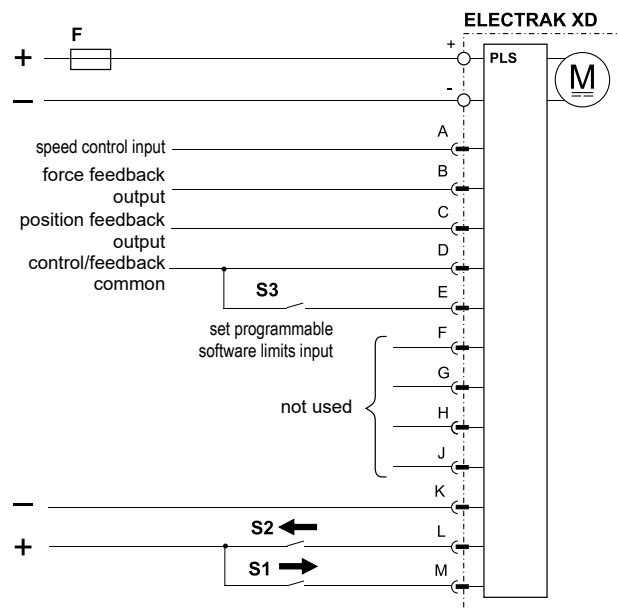 ELECTRAK XD
F
+
+
PLS
M
–
-
A
speed control input
B
force feedback
output
C
position feedback
output
D
control/feedback
common
E
S3
set programmable
software limits input
F
G
not used
H
J
K
–
L
S2
+
S1
M